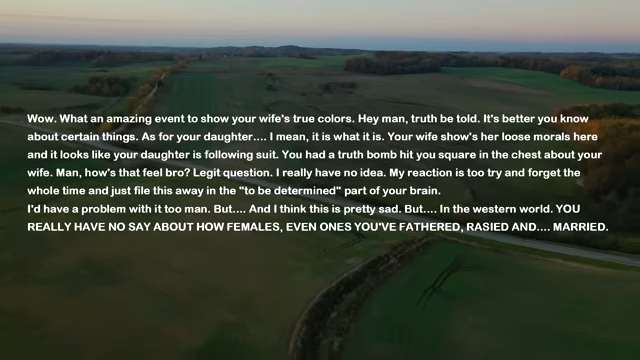 Wow. What an amazing event to show your wife's true colors. Hey man, truth be told. It's better you know
about certain things. As for your daughter.... I mean, it is what it is. Your wife show's her loose morals here
and it looks like your daughter is following suit. You had a truth bomb hit you square in the chest about your
wife. Man, how's that feel bro? Legit question. I really have no idea. My reaction is too try and forget the
whole time and just file this away in the "to be determined" part of your brain.
I'd have a problem with it too man. But.... And I think this is pretty sad. But.... In the western world. YOU
REALLY HAVE NO SAY ABOUT HOW FEMALES, EVEN ONES YOU'VE FATHERED, RASIED AND.... MARRIED.